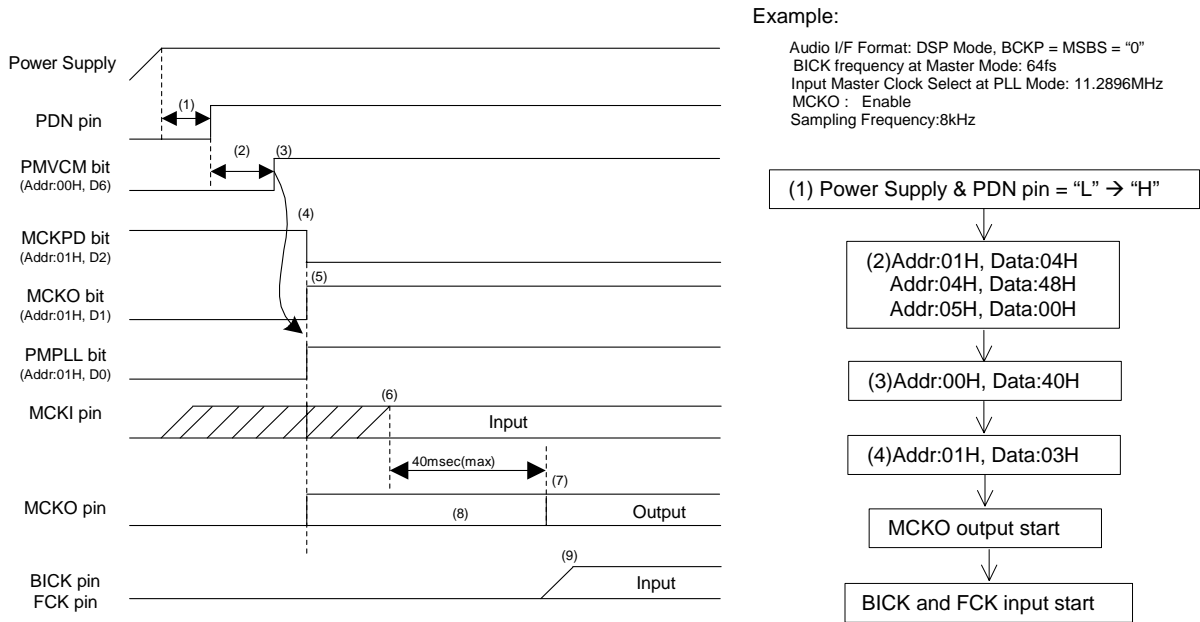 Power Supply
(1)
PDN pin
(2)
(3)
PMVCM bit
(Addr:00H, D6)
(4)
MCKPD bit
(Addr:01H, D2)
(5)
MCKO bit
(Addr:01H, D1)
PMPLL bit
(Addr:01H, D0)
(6)
MCKI pin
Input
40msec(max)
(7)
MCKO pin
(8)
Output
(9)
BICK pin
FCK pin
Input
Example:
Audio I/F Format: DSP Mode, BCKP = MSBS = “0”
BICK frequency at Master Mode: 64fs
Input Master Clock Select at PLL Mode: 11.2896MHz
MCKO : Enable
Sampling Frequency:8kHz
(1) Power Supply & PDN pin = “L” → “H”
(2)Addr:01H, Data:04H
Addr:04H, Data:48H
Addr:05H, Data:00H
(3)Addr:00H, Data:40H
(4)Addr:01H, Data:03H
MCKO output start
BICK and FCK input start